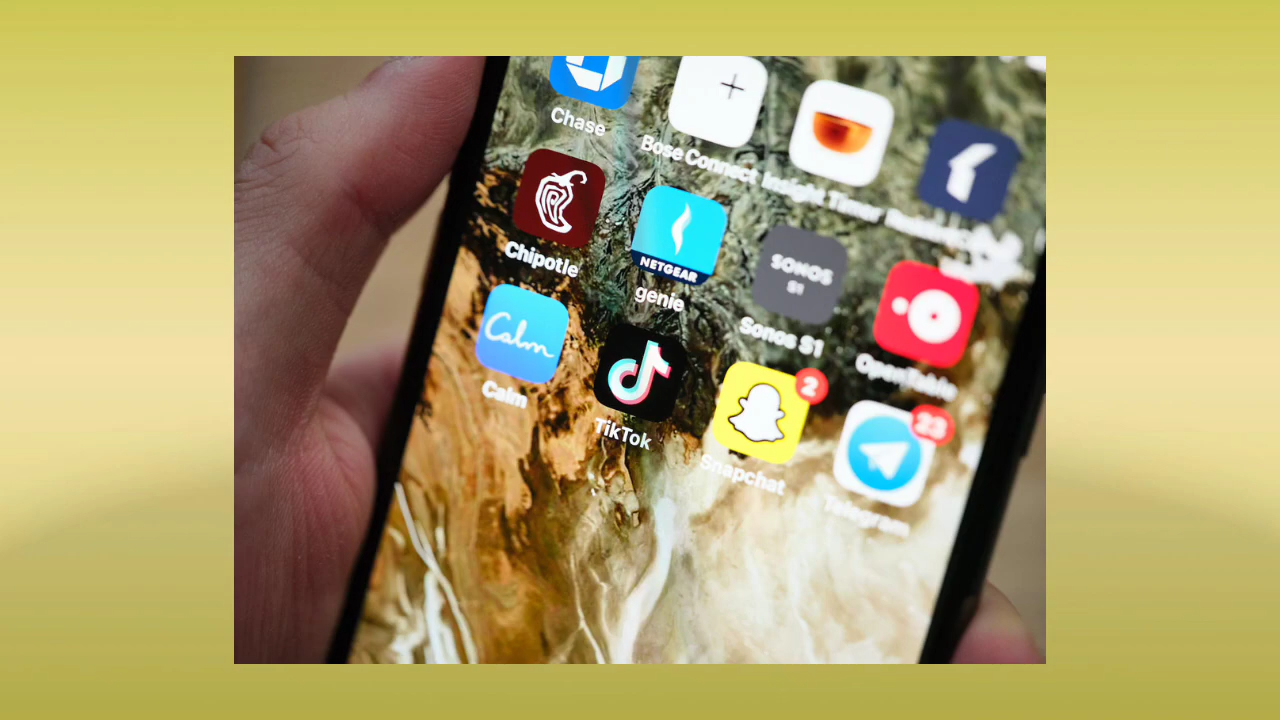 Chase
Bose Connect
Insight Timer
Chipotle
NETGEAR
genie
SONOS
S1
Sonos S1
OpenTable
Calm
Calm
TikTok
2
Snapchat
23
Telegram